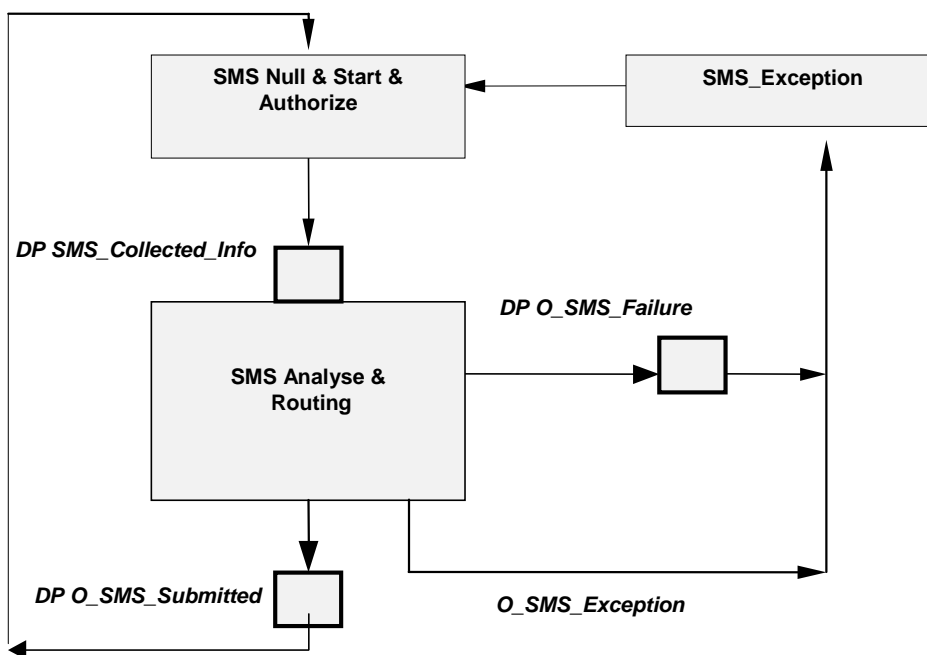 SMS Null & Start &
Authorize
SMS_Exception
DP SMS_Collected_Info
DP O_SMS_Failure
SMS Analyse &
Routing
DP O_SMS_Submitted
O_SMS_Exception